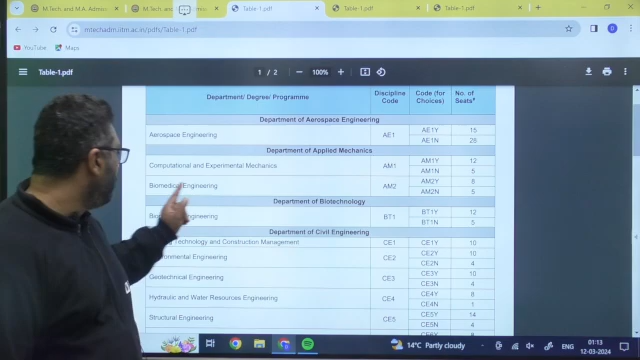 M.Tech. and M.A. Admiss
M.Tech.
Admiss
Table-1.pdf
Table-1.pdf
Table-1.pdf
mtechadm.iitm.ac.in/pdfs/Table-1.pdf
YouTube Maps
Table-1.pdf 1 / 2 100%
Department/ Degree/ Programme Discipline Code Code (for Choices) No. of Seats#
Department of Aerospace Engineering
Aerospace Engineering AE1 AE1Y 15
AE1N 28
Department of Applied Mechanics
Computational and Experimental Mechanics AM1 AM1Y 12
AM1N 5
Biomedical Engineering AM2 AM2Y 8
AM2N 5
Department of Biotechnology
Engineering BT1 BT1Y 12
BT1N 5
Department of Civil Engineering
Technology and Construction Management CE1 CE1Y 10
CE2 CE2Y 10
CE2N 4
Geotechnical Engineering CE3 CE3Y 10
CE3N 4
Hydraulic and Water Resources Engineering CE4 CE4Y 8
CE4N 1
Structural Engineering CE5 CE5Y 14
CE5N 4
14°C Partly cloudy ENG 01:13
12-03-2024